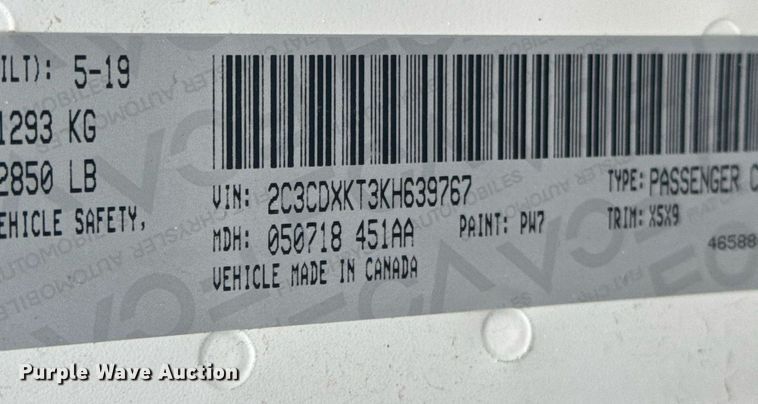 ILT): 5-19
1293 KG
2850 LB
EHICLE SAFETY,
VIN: 2C3CDXKT3KH639767
TYPE: PASSENGER C
MDH: 050718 451AA
PAINT: PW7
TRIM: X5X9
VEHICLE MADE IN CANADA
46588
Purple Wave Auction